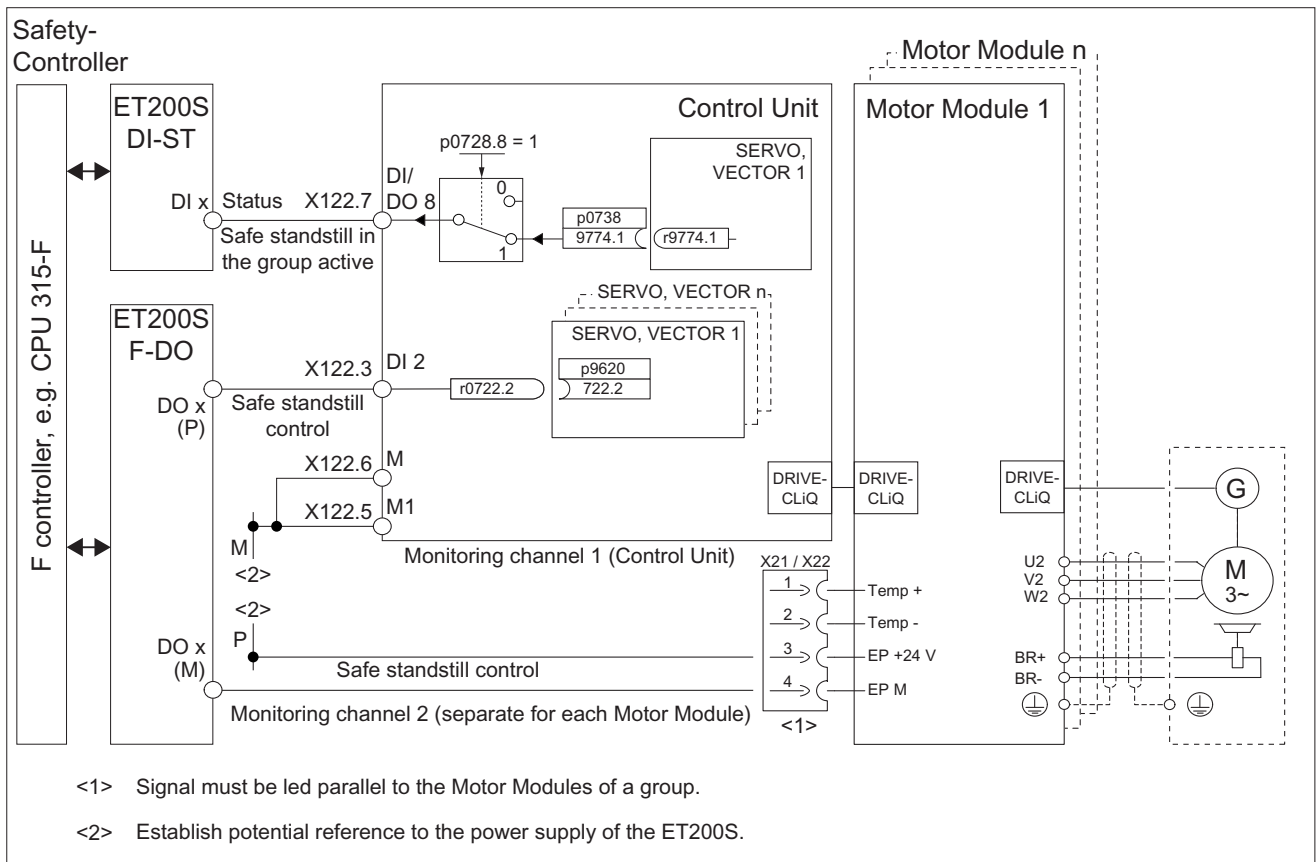 Safety-
Controller
F controller, e.g. CPU 315-F
ET200S
DI-ST
DI x
Status
X122.7
Safe standstill in
the group active
ET200S
F-DO
DO x
(P)
X122.3
Safe standstill
control
X122.6
X122.5
M
<2>
<2>
P
DO x
(M)
Safe standstill control
Monitoring channel 2 (separate for each Motor Module)
Control Unit
p0728.8 = 1
DI/
DO 8
0
1
p0738
9774.1
r9774.1
SERVO,
VECTOR 1
SERVO, VECTOR n
SERVO, VECTOR 1
DI 2
r0722.2
p9620
722.2
M
M1
DRIVE-
CLiQ
Monitoring channel 1 (Control Unit)
Motor Module n
Motor Module 1
DRIVE-
CLiQ
DRIVE-
CLiQ
X21 / X22
1
Temp +
2
Temp -
3
EP +24 V
4
EP M
<1>
U2
V2
W2
BR+
BR-
G
M
3~
<1> Signal must be led parallel to the Motor Modules of a group.
<2> Establish potential reference to the power supply of the ET200S.